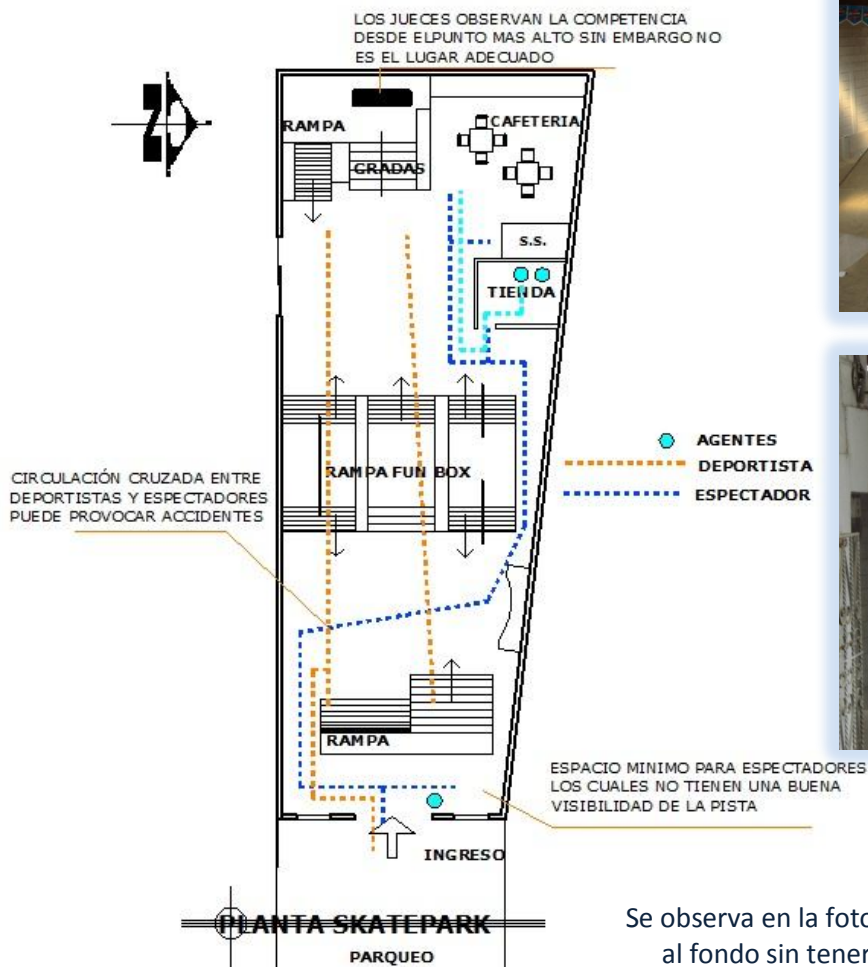 LOS JUECES OBSERVAN LA COMPETENCIA
DESDE ELPUNTO MAS ALTO SIN EMBARGO NO
ES EL LUGAR ADECUADO
RAMPA
CAFETERIA
GRADAS
S.S.
TIENDA
AGENTES
DEPORTISTA
ESPECTADOR
RAMPA FUN BOX
CIRCULACIÓN CRUZADA ENTRE
DEPORTISTAS Y ESPECTADORES
PUEDE PROVOCAR ACCIDENTES
RAMPA
ESPACIO MINIMO PARA ESPECTADORES
LOS CUALES NO TIENEN UNA BUENA
VISIBILIDAD DE LA PISTA
INGRESO
PLANTA SKATEPARK
PARQUEO
Se observa en la foto
al fondo sin tener